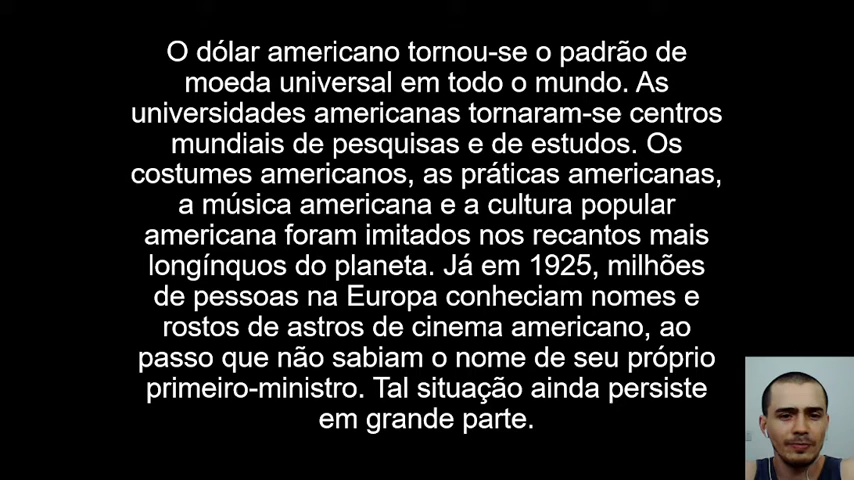 O dólar americano tornou-se o padrão de
moeda universal em todo o mundo. As
universidades americanas tornaram-se centros
mundiais de pesquisas e de estudos. Os
costumes americanos, as práticas americanas,
a música americana e a cultura popular
americana foram imitados nos recantos mais
longínquos do planeta. Já em 1925, milhões
de pessoas na Europa conheciam nomes e
rostos de astros de cinema americano, ao
passo que não sabiam o nome de seu próprio
primeiro-ministro. Tal situação ainda persiste
em grande parte.